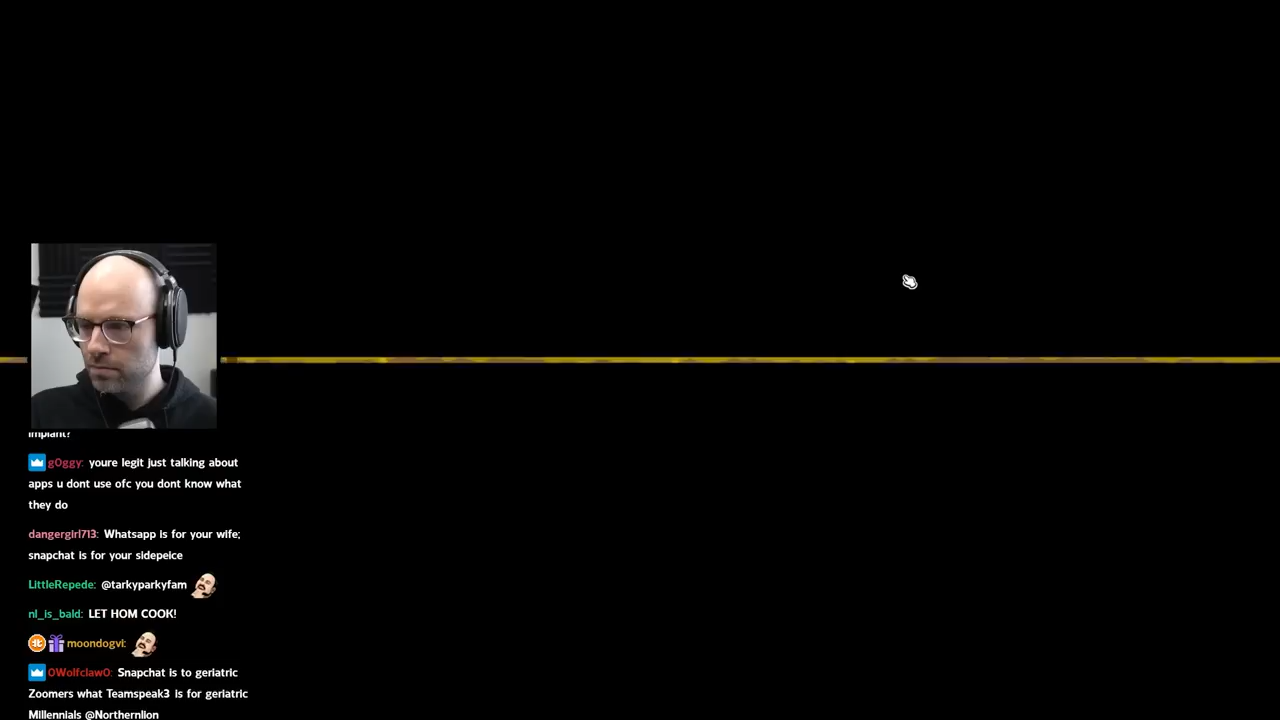 implant?
g0ggy: youre legit just talking about
apps u dont use ofc you dont know what
they do
dangergirl713: Whatsapp is for your wife;
snapchat is for your sidepeice
LittleRepede: @tarkyparkyfam
nl_is_bald: LET HOM COOK!
moondogvi:
0Wolfclaw0: Snapchat is to geriatric
Zoomers what Teamspeak3 is for geriatric
Millennials @Northernlion